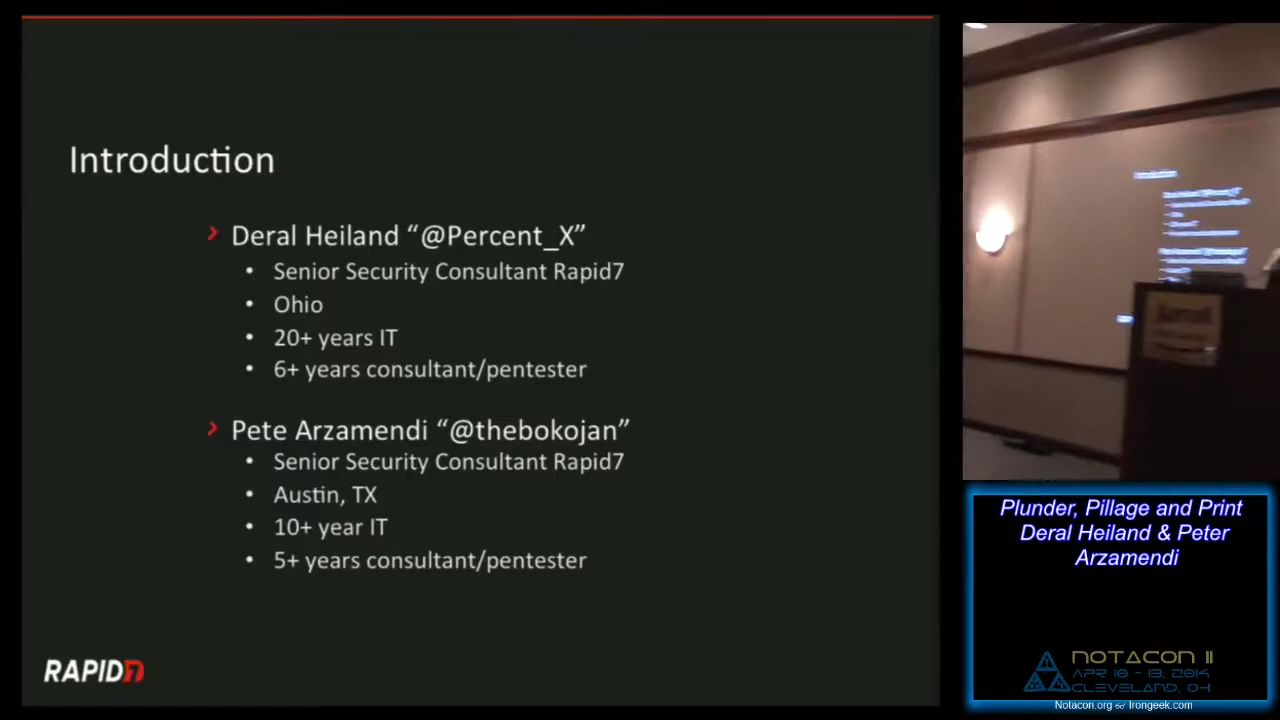 Introduction
Deral Heiland “@Percent_X”
Senior Security Consultant Rapid7
Ohio
20+ years IT
6+ years consultant/pentester
Pete Arzamendi “@thebokojan”
Senior Security Consultant Rapid7
Austin, TX
10+ year IT
5+ years consultant/pentester
RAPID7
Plunder, Pillage and Print
Deral Heiland & Peter
Arzamendi
NOTACON 11
APR 10 - 13, 2014
CLEVELAND, OH
Notacon.org Irongeek.com